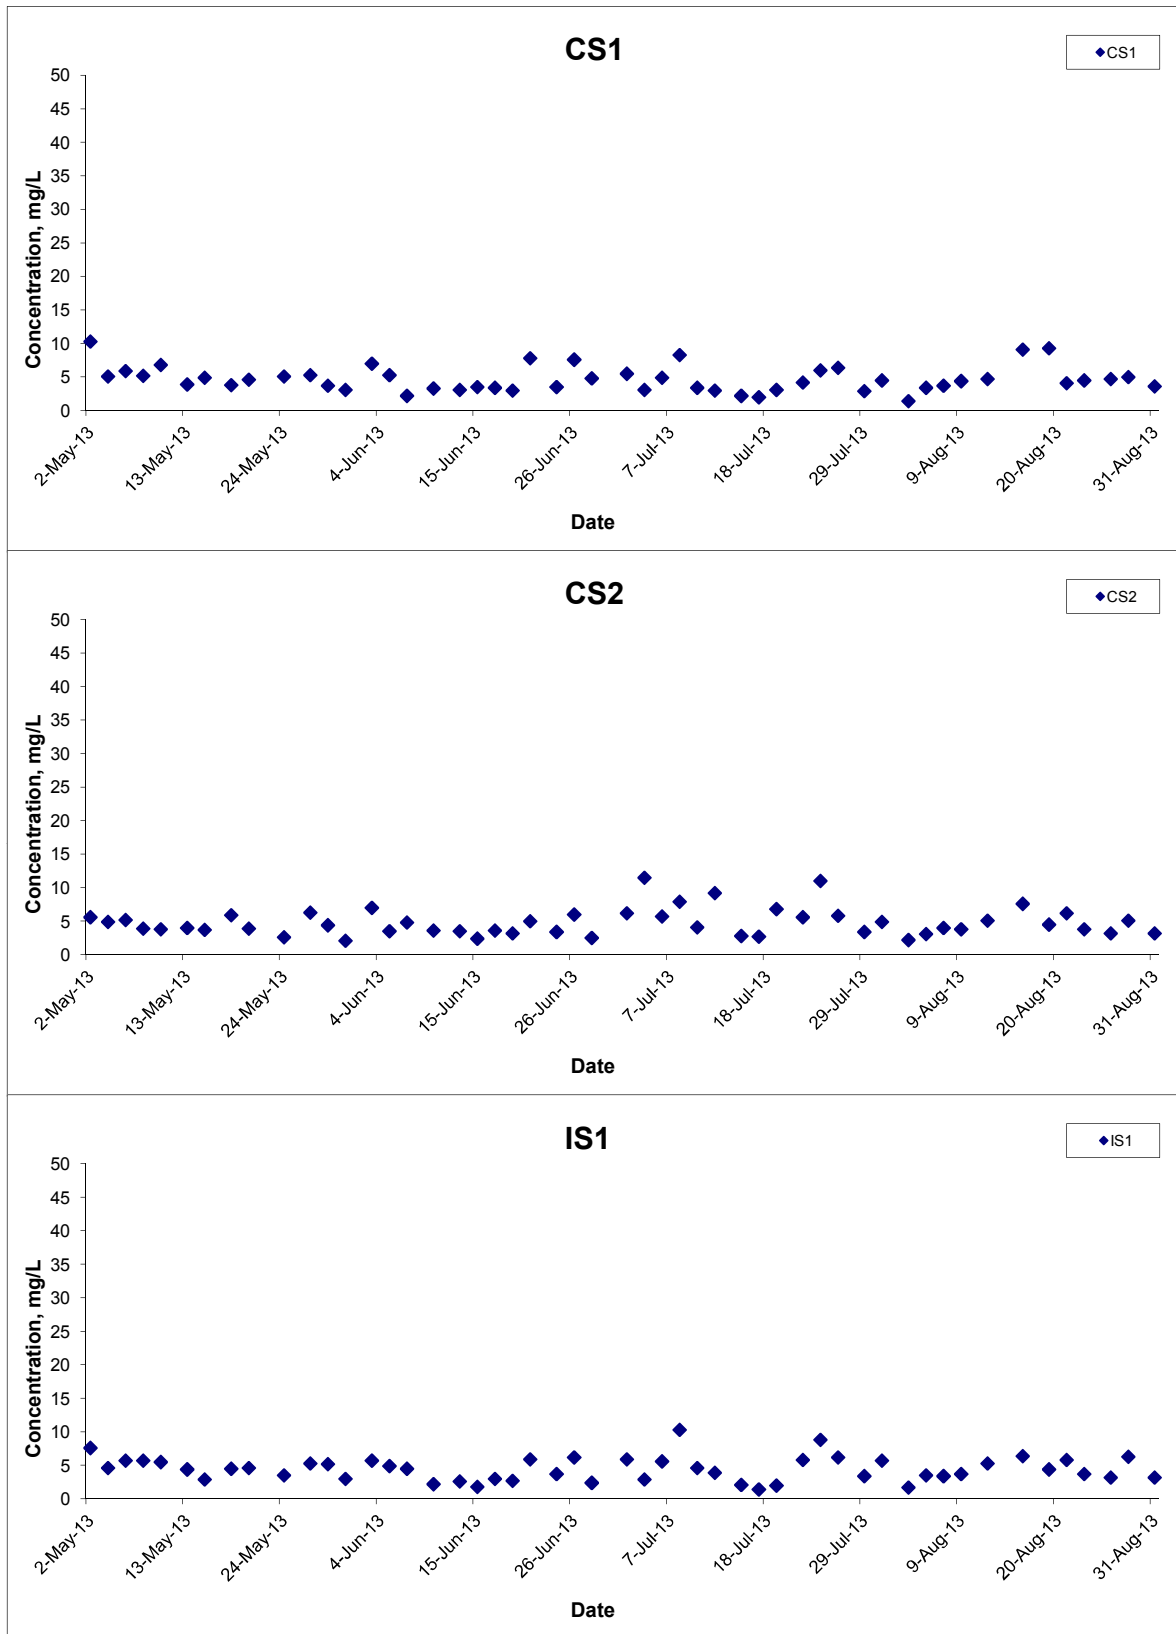 CS1
CS1
50
45
40
35
30
25
20
15
10
5
0
Concentration, mg/L
2-May-13
13-May-13
24-May-13
4-Jun-13
15-Jun-13
26-Jun-13
7-Jul-13
18-Jul-13
29-Jul-13
9-Aug-13
20-Aug-13
31-Aug-13
Date
CS2
CS2
50
45
40
35
30
25
20
15
10
5
0
Concentration, mg/L
2-May-13
13-May-13
24-May-13
4-Jun-13
15-Jun-13
26-Jun-13
7-Jul-13
18-Jul-13
29-Jul-13
9-Aug-13
20-Aug-13
31-Aug-13
Date
IS1
IS1
50
45
40
35
30
25
20
15
10
5
0
Concentration, mg/L
2-May-13
13-May-13
24-May-13
4-Jun-13
15-Jun-13
26-Jun-13
7-Jul-13
18-Jul-13
29-Jul-13
9-Aug-13
20-Aug-13
31-Aug-13
Date